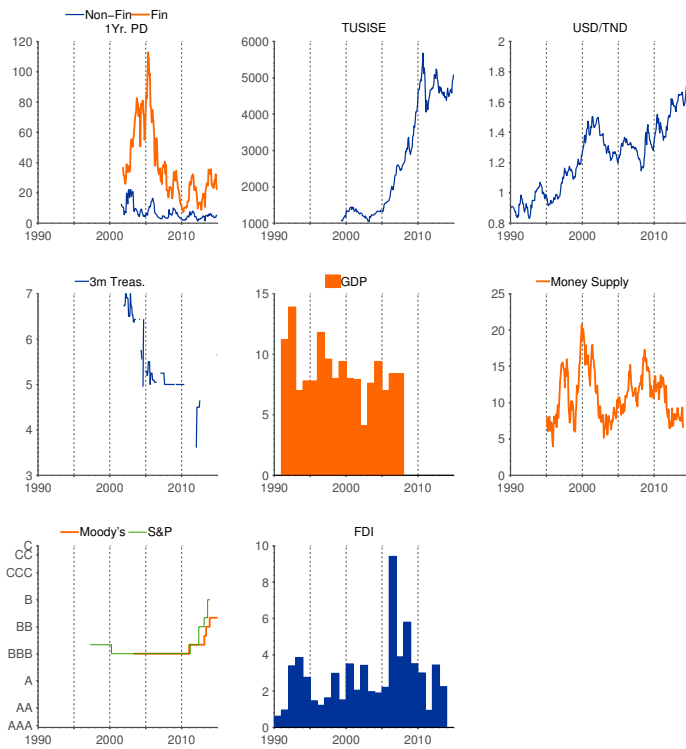 Non-Fin Fin
1Yr. PD
120
100
80
60
40
20
0
1990 2000 2010
TUSISE
6000
5000
4000
3000
2000
1000
1990 2000 2010
USD/TND
2
1.8
1.6
1.4
1.2
1
0.8
1990 2000 2010
3m Treas.
7
6
5
4
3
1990 2000 2010
GDP
15
10
5
0
1990 2000 2010
Money Supply
25
20
15
10
5
0
1990 2000 2010
Moody's S&P
C
CC
CCC
B
BB
BBB
A
AA
AAA
1990 2000 2010
FDI
10
8
6
4
2
0
1990 2000 2010